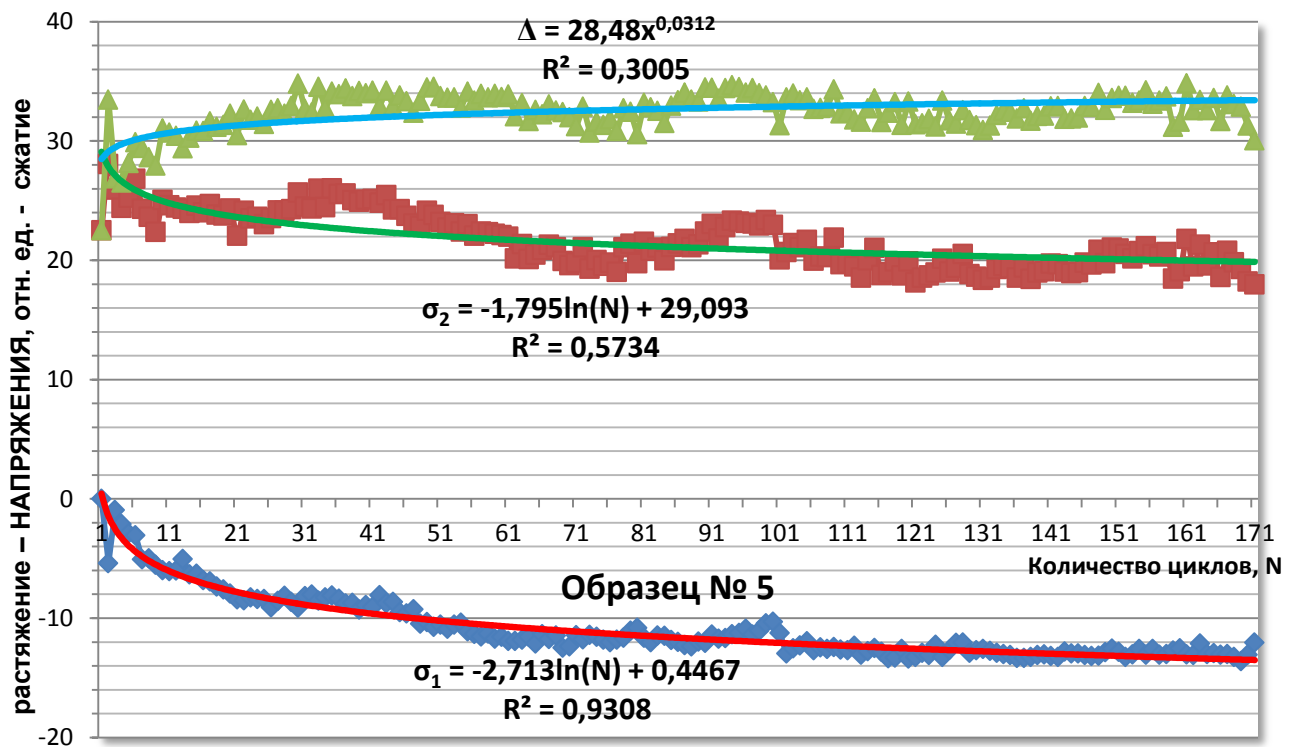 растяжение – НАПРЯЖЕНИЯ, отн. ед. - сжатие
40
30
20
10
0
-10
-20
Δ = 28,48x^0,0312
R² = 0,3005
σ₂ = -1,795ln(N) + 29,093
R² = 0,5734
1 11 21 31 41 51 61 71 81 91 101 111 121 131 141 151 161 171
Количество циклов, N
Образец № 5
σ₁ = -2,713ln(N) + 0,4467
R² = 0,9308